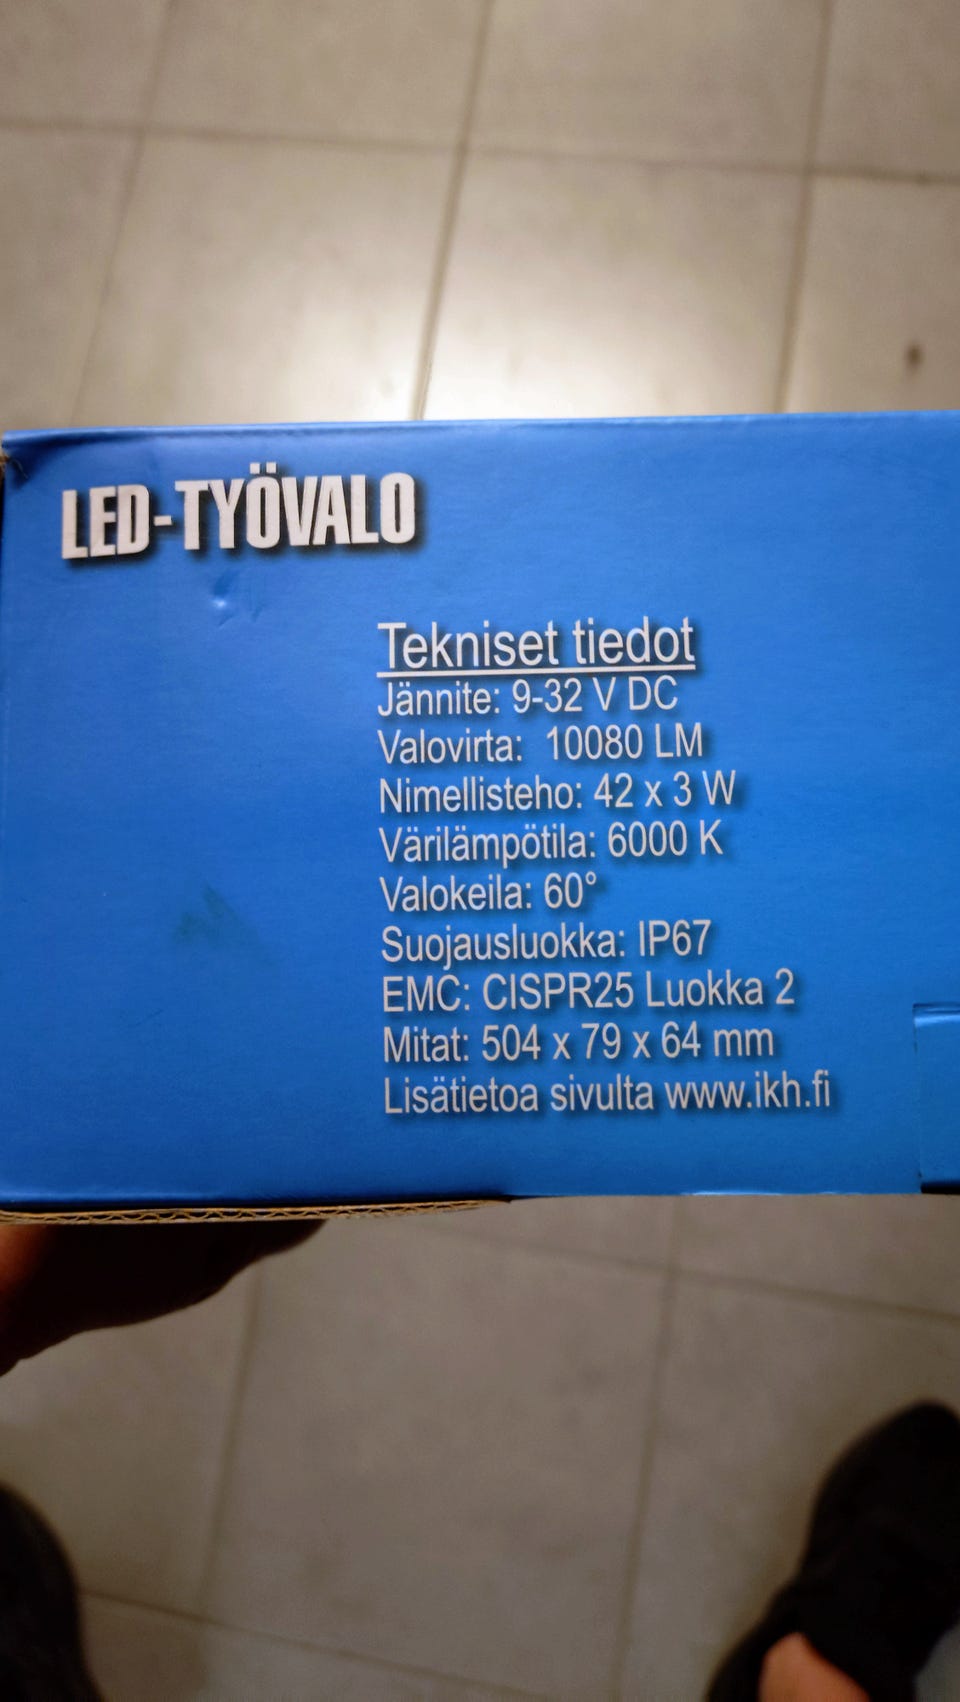 LED-TYÖVALO
Tekniset tiedot
Jännite: 9-32 V DC
Valovirta: 10080 LM
Nimellisteho: 42 x 3 W
Värilämpötila: 6000 K
Valokeila: 60°
Suojausluokka: IP67
EMC: CISPR25 Luokka 2
Mitat: 504 x 79 x 64 mm
Lisätietoa sivulta www.ikh.fi